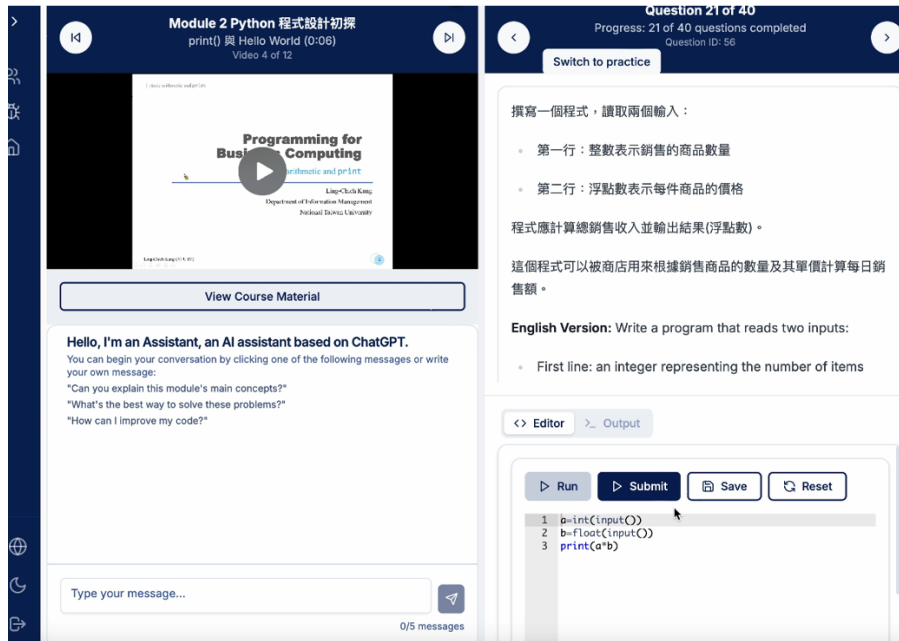 Module 2 Python 程式設計初探
print() 與 Hello World (0:06)
Video 4 of 12
Programming for
Business Computing
arithmetic and print
Ling-Chieh Kung
Department of Information Management
National Taiwan University
View Course Material
Hello, I'm an Assistant, an AI assistant based on ChatGPT.
You can begin your conversation by clicking one of the following messages or write
your own message:
"Can you explain this module's main concepts?"
"What's the best way to solve these problems?"
"How can I improve my code?"
Type your message...
0/5 messages
Question 21 of 40
Progress: 21 of 40 questions completed
Question ID: 56
Switch to practice
撰寫一個程式，讀取兩個輸入：
第一行：整數表示銷售的商品數量
第二行：浮點數表示每件商品的價格
程式應計算總銷售收入並輸出結果(浮點數)。
這個程式可以被商店用來根據銷售商品的數量及其單價計算每日銷
售額。
English Version: Write a program that reads two inputs:
First line: an integer representing the number of items
<> Editor >_ Output
Run Submit Save Reset
1 a=int(input())
2 b=float(input())
3 print(a*b)